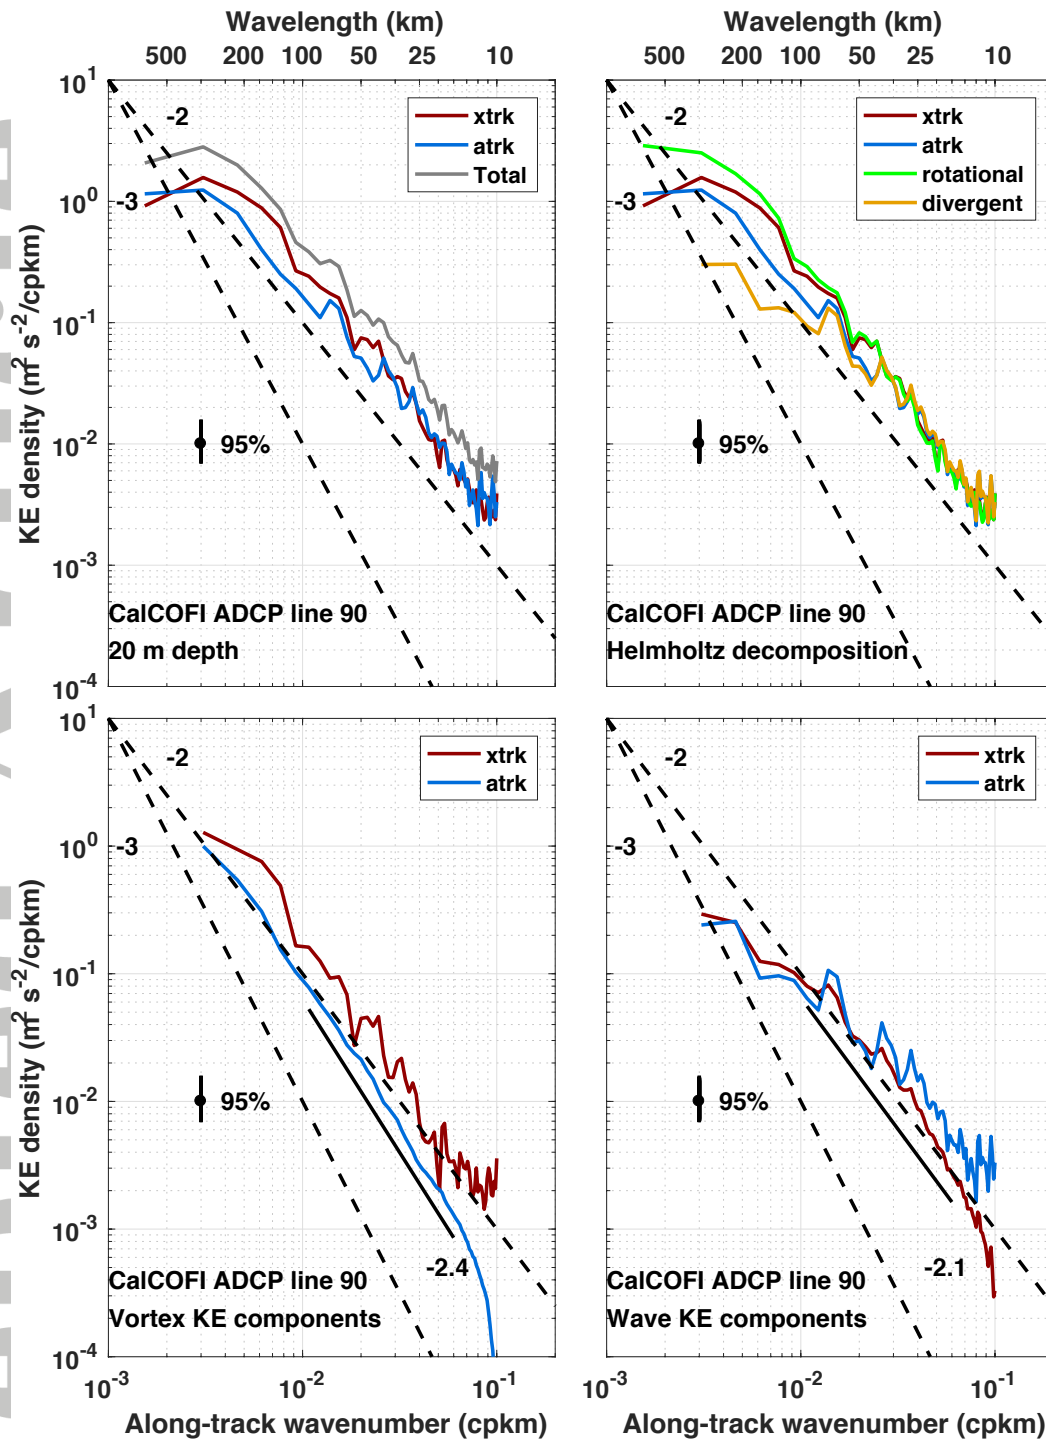 Wavelength (km)
500 200 100 50 25 10
10^1
10^0
10^-1
10^-2
10^-3
10^-4
KE density (m^2 s^-2/cpkm)
-2
-3
xtrk
atrk
Total
95%
CalCOFI ADCP line 90
20 m depth
Wavelength (km)
500 200 100 50 25 10
-2
-3
xtrk
atrk
rotational
divergent
95%
CalCOFI ADCP line 90
Helmholtz decomposition
10^1
10^0
10^-1
10^-2
10^-3
10^-4
KE density (m^2 s^-2/cpkm)
-2
-3
xtrk
atrk
95%
-2.4
CalCOFI ADCP line 90
Vortex KE components
10^-3 10^-2 10^-1
Along-track wavenumber (cpkm)
-2
-3
xtrk
atrk
95%
-2.1
CalCOFI ADCP line 90
Wave KE components
10^-3 10^-2 10^-1
Along-track wavenumber (cpkm)